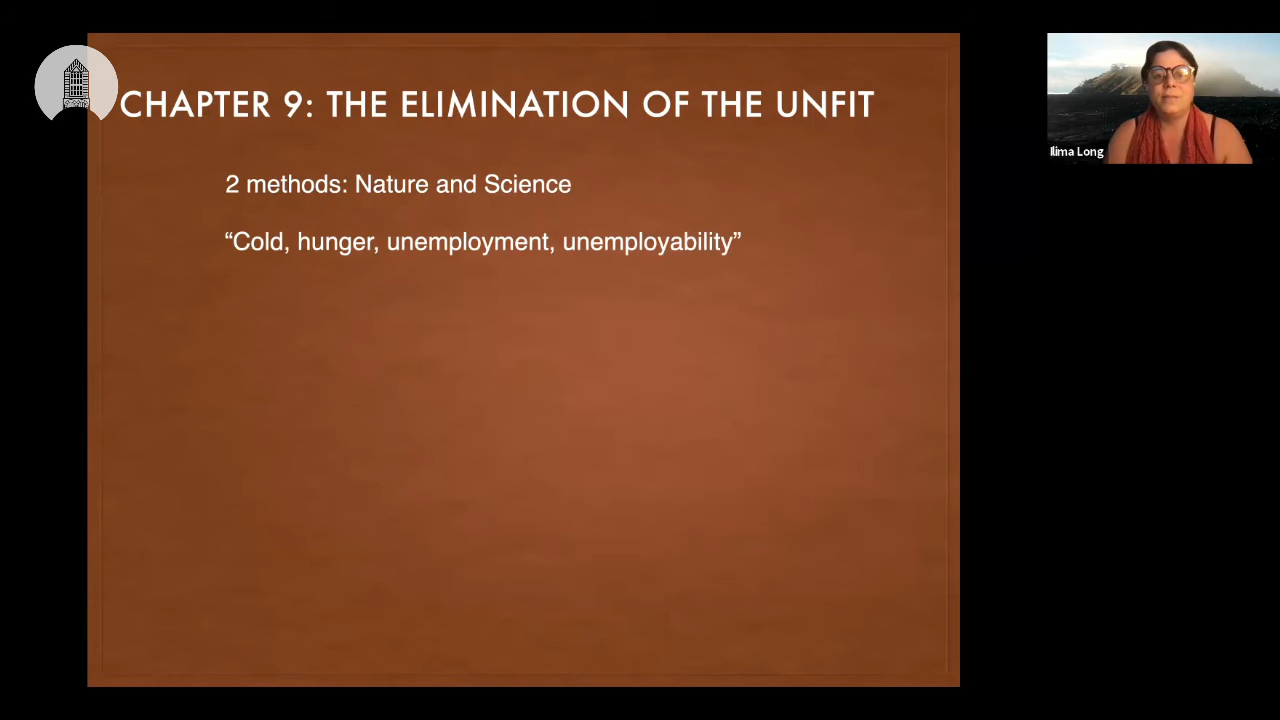 CHAPTER 9: THE ELIMINATION OF THE UNFIT
2 methods: Nature and Science
“Cold, hunger, unemployment, unemployability”
Ilima Long